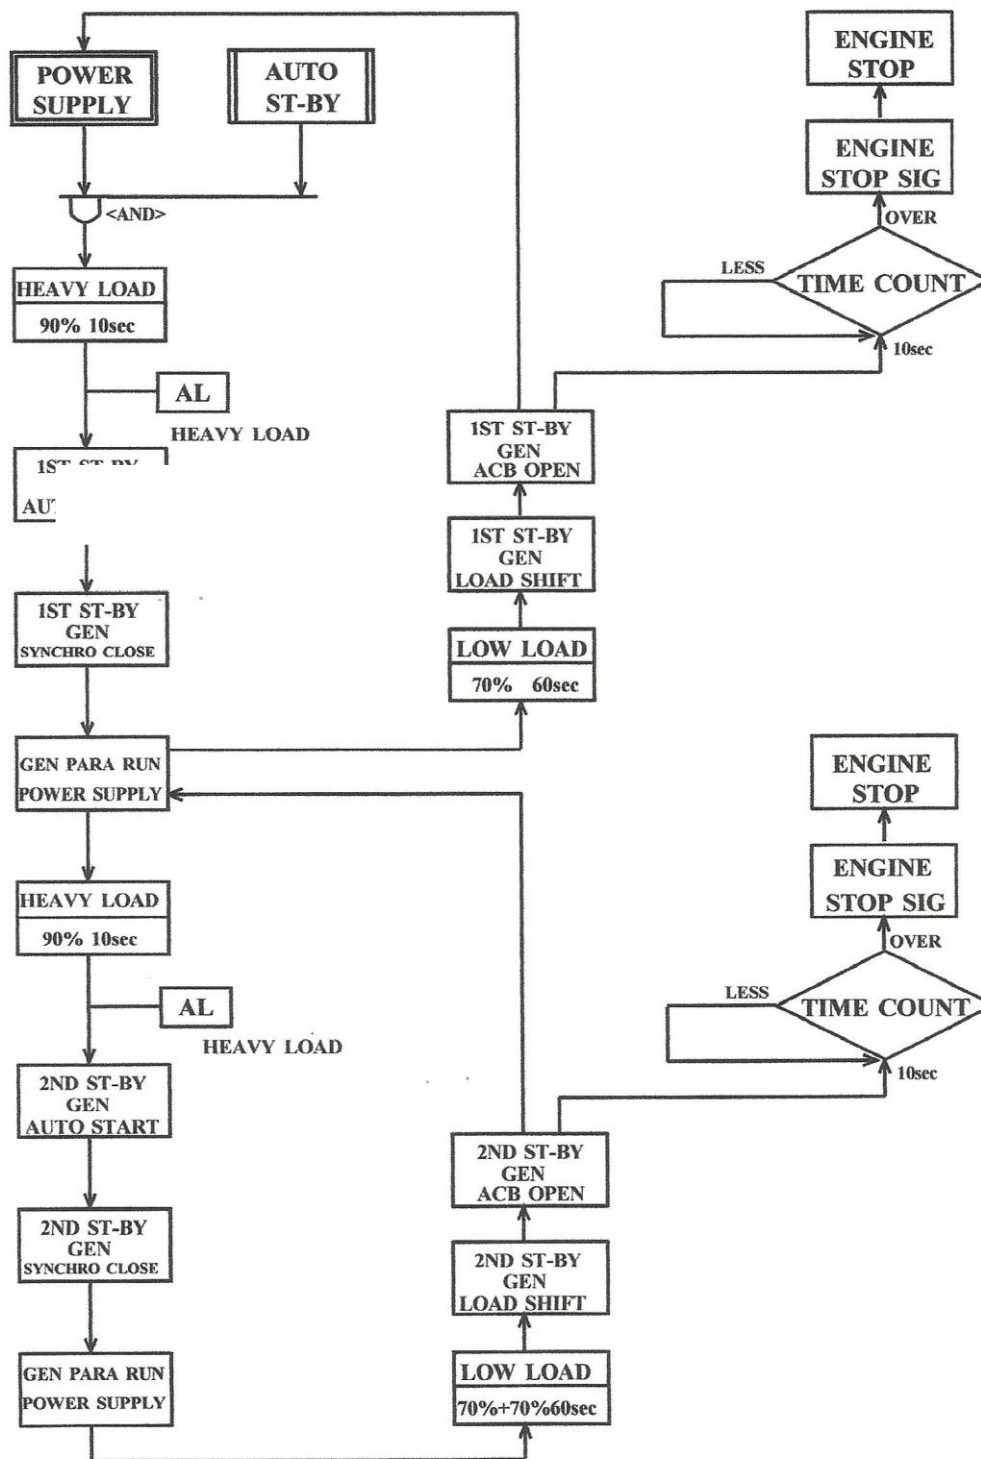 POWER
SUPPLY
AUTO
ST-BY
<AND>
HEAVY LOAD
90% 10sec
AL
HEAVY LOAD
1ST ST-BY
GEN
SYNCHRO CLOSE
GEN PARA RUN
POWER SUPPLY
HEAVY LOAD
90% 10sec
AL
HEAVY LOAD
2ND ST-BY
GEN
AUTO START
2ND ST-BY
GEN
SYNCHRO CLOSE
GEN PARA RUN
POWER SUPPLY
1ST ST-BY
GEN
ACB OPEN
1ST ST-BY
GEN
LOAD SHIFT
LOW LOAD
70% 60sec
2ND ST-BY
GEN
ACB OPEN
2ND ST-BY
GEN
LOAD SHIFT
LOW LOAD
70%+70%60sec
ENGINE
STOP
ENGINE
STOP SIG
OVER
LESS
TIME COUNT
10sec
ENGINE
STOP
ENGINE
STOP SIG
OVER
LESS
TIME COUNT
10sec